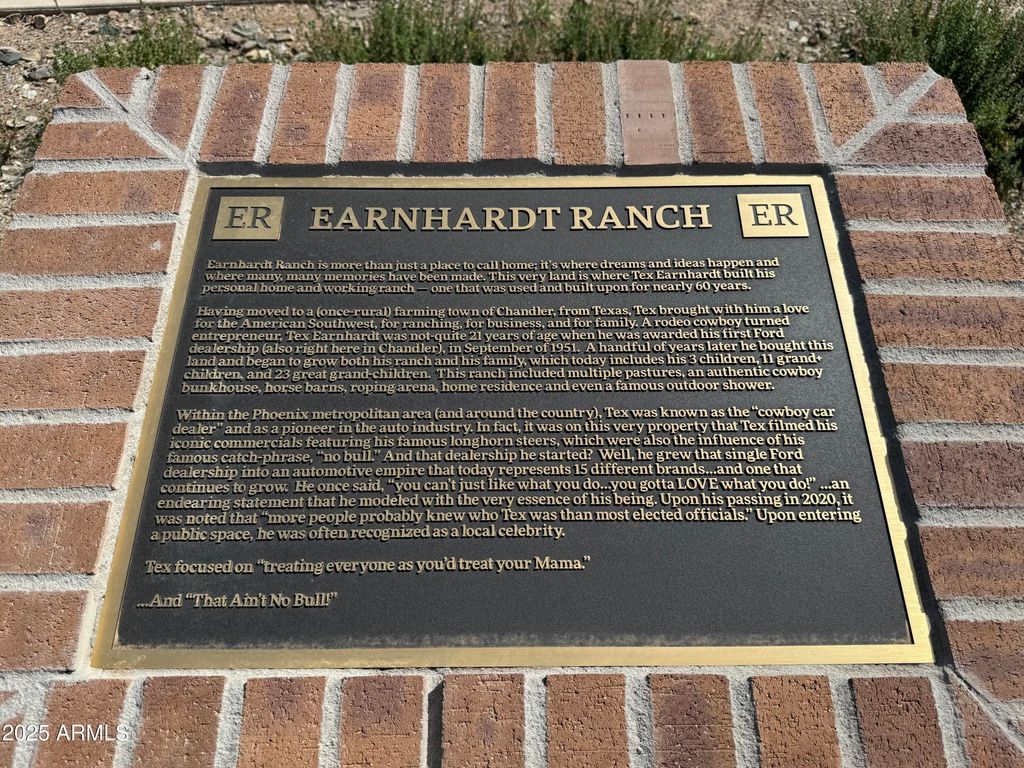 ER EARNHARDT RANCH ER
Earnhardt Ranch is more than just a place to call home; it's where dreams and ideas happen and
where many, many memories have been made. This very land is where Tex Earnhardt built his
personal home and working ranch — one that was used and built upon for nearly 60 years.
Having moved to a (once-rural) farming town of Chandler, from Texas, Tex brought with him a love
for the American Southwest, for ranching, for business, and for family. A rodeo cowboy turned
entrepreneur, Tex Earnhardt was not-quite 21 years of age when he was awarded his first Ford
dealership (also right here in Chandler), in September of 1951. A handful of years later he bought this
land and began to grow both his ranch and his family, which today includes his 3 children, 11 grand-
children, and 23 great grand-children. This ranch included multiple pastures, an authentic cowboy
bunkhouse, horse barns, roping arena, home residence and even a famous outdoor shower.
Within the Phoenix metropolitan area (and around the country), Tex was known as the "cowboy car
dealer" and as a pioneer in the auto industry. In fact, it was on this very property that Tex filmed his
iconic commercials featuring his famous longhorn steers, which were also the influence of his
famous catch-phrase, "no bull." And that dealership he started? Well, he grew that single Ford
dealership into an automotive empire that today represents 15 different brands...and one that
continues to grow. He once said, "you can't just like what you do...you gotta LOVE what you do!" ...an
endearing statement that he modeled with the very essence of his being. Upon his passing in 2020, it
was noted that "more people probably knew who Tex was than most elected officials." Upon entering
a public space, he was often recognized as a local celebrity.
Tex focused on "treating everyone as you'd treat your Mama."
...And "That Ain't No Bull!"
2025 ARMLS